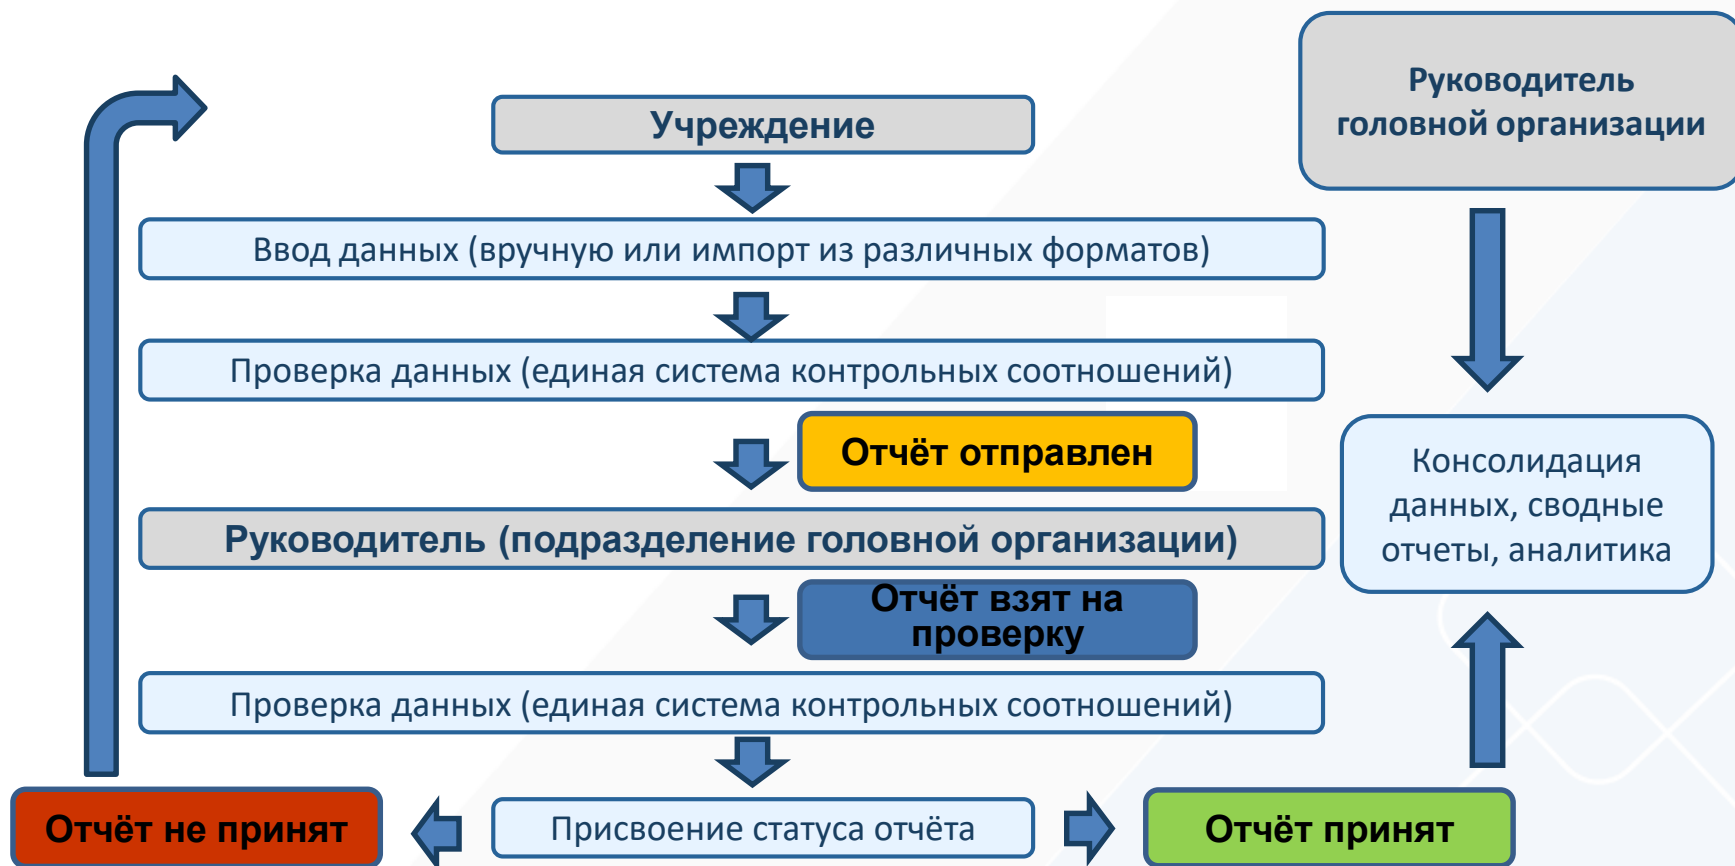 Руководитель
головной организации
Учреждение
Ввод данных (вручную или импорт из различных форматов)
Проверка данных (единая система контрольных соотношений)
Отчёт отправлен
Консолидация
данных, сводные
отчеты, аналитика
Руководитель (подразделение головной организации)
Отчёт взят на
проверку
Проверка данных (единая система контрольных соотношений)
Отчёт не принят
Присвоение статуса отчёта
Отчёт принят